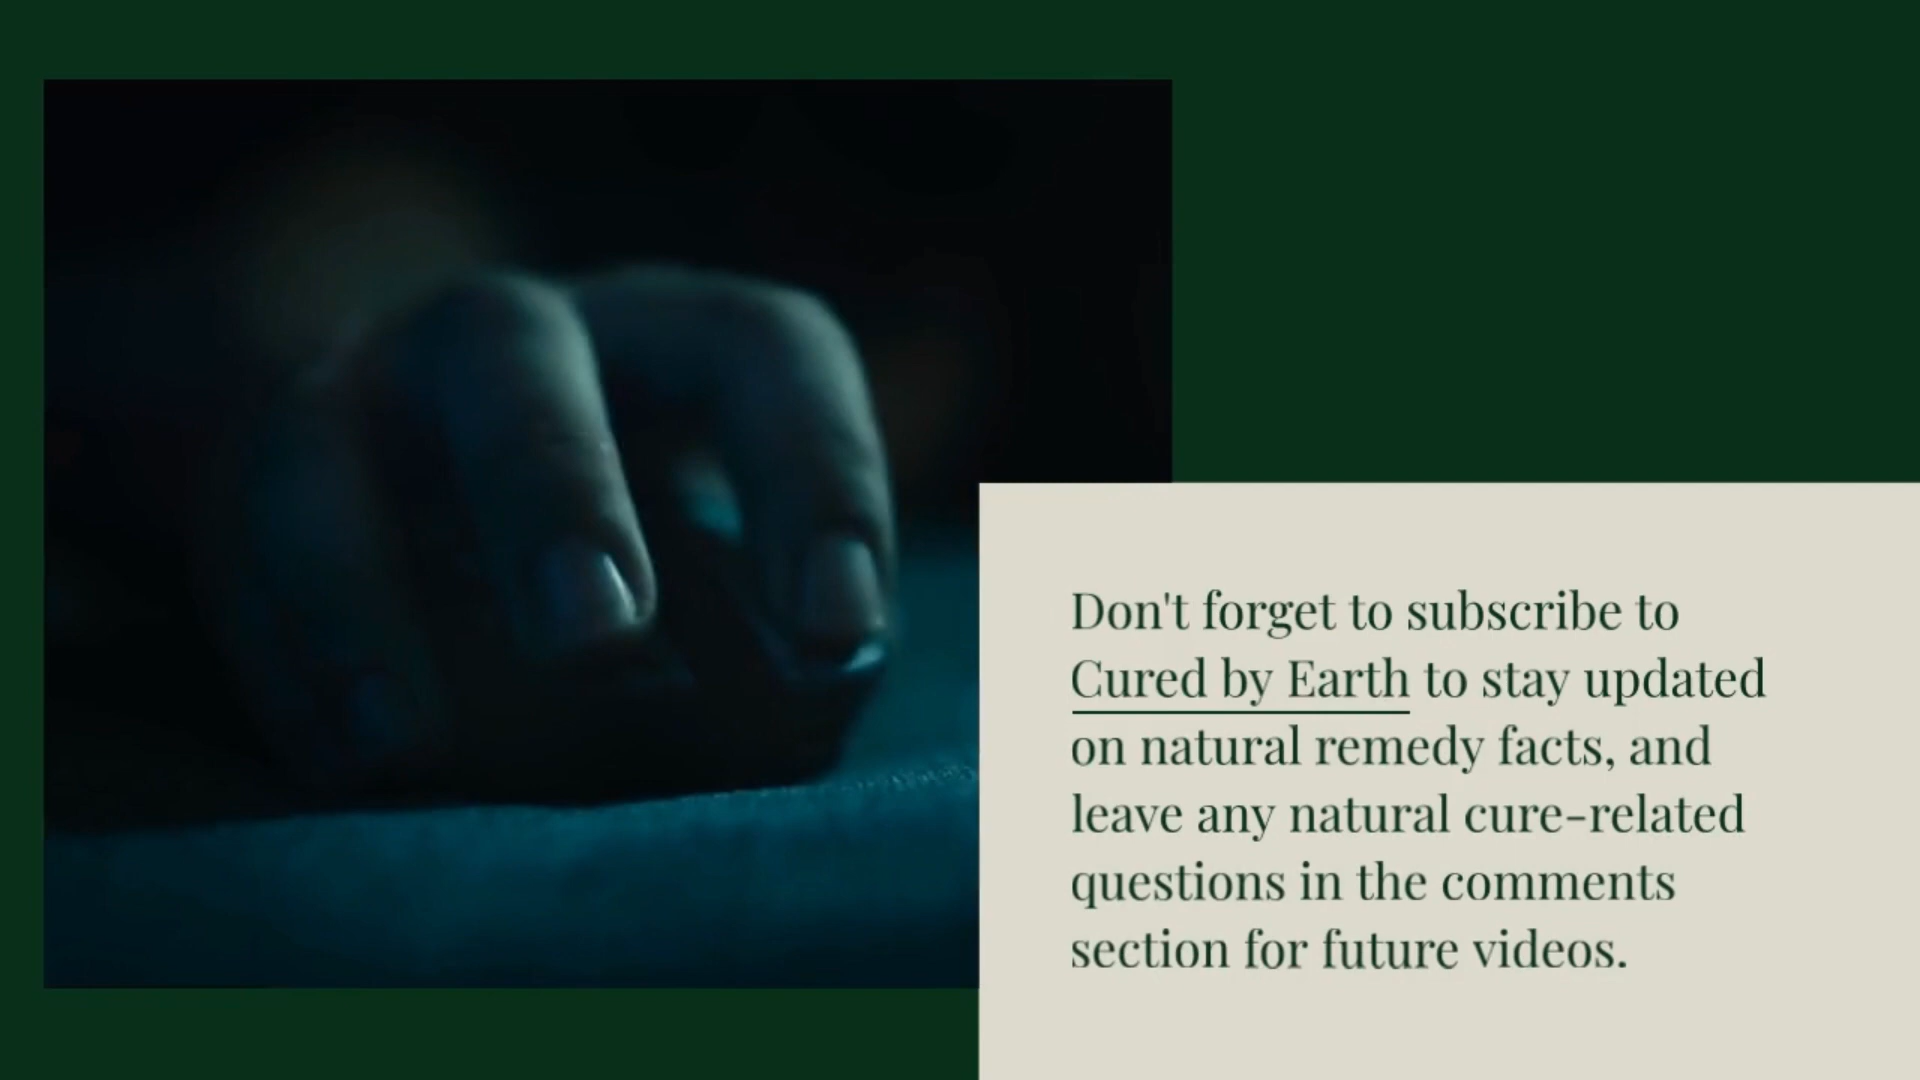 Don't forget to subscribe to
Cured by Earth to stay updated
on natural remedy facts, and
leave any natural cure-related
questions in the comments
section for future videos.